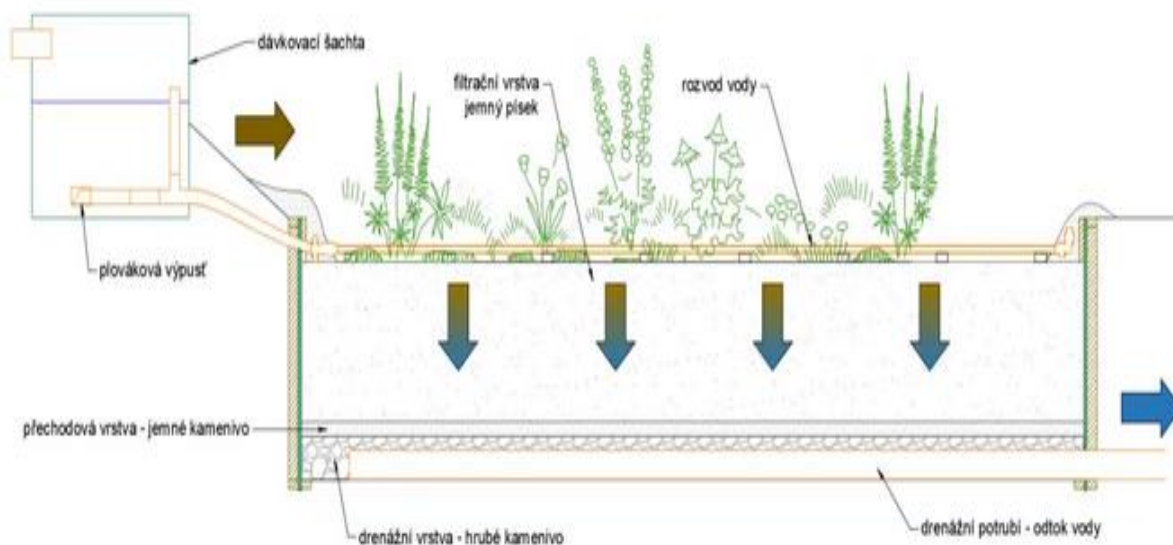 dávkovací šachta
filtrační vrstva
jemný písek
rozvod vody
plováková výpusť
přechodová vrstva - jemné kamenivo
drenážní vrstva - hrubé kamenivo
drenážní potrubí - odtok vody